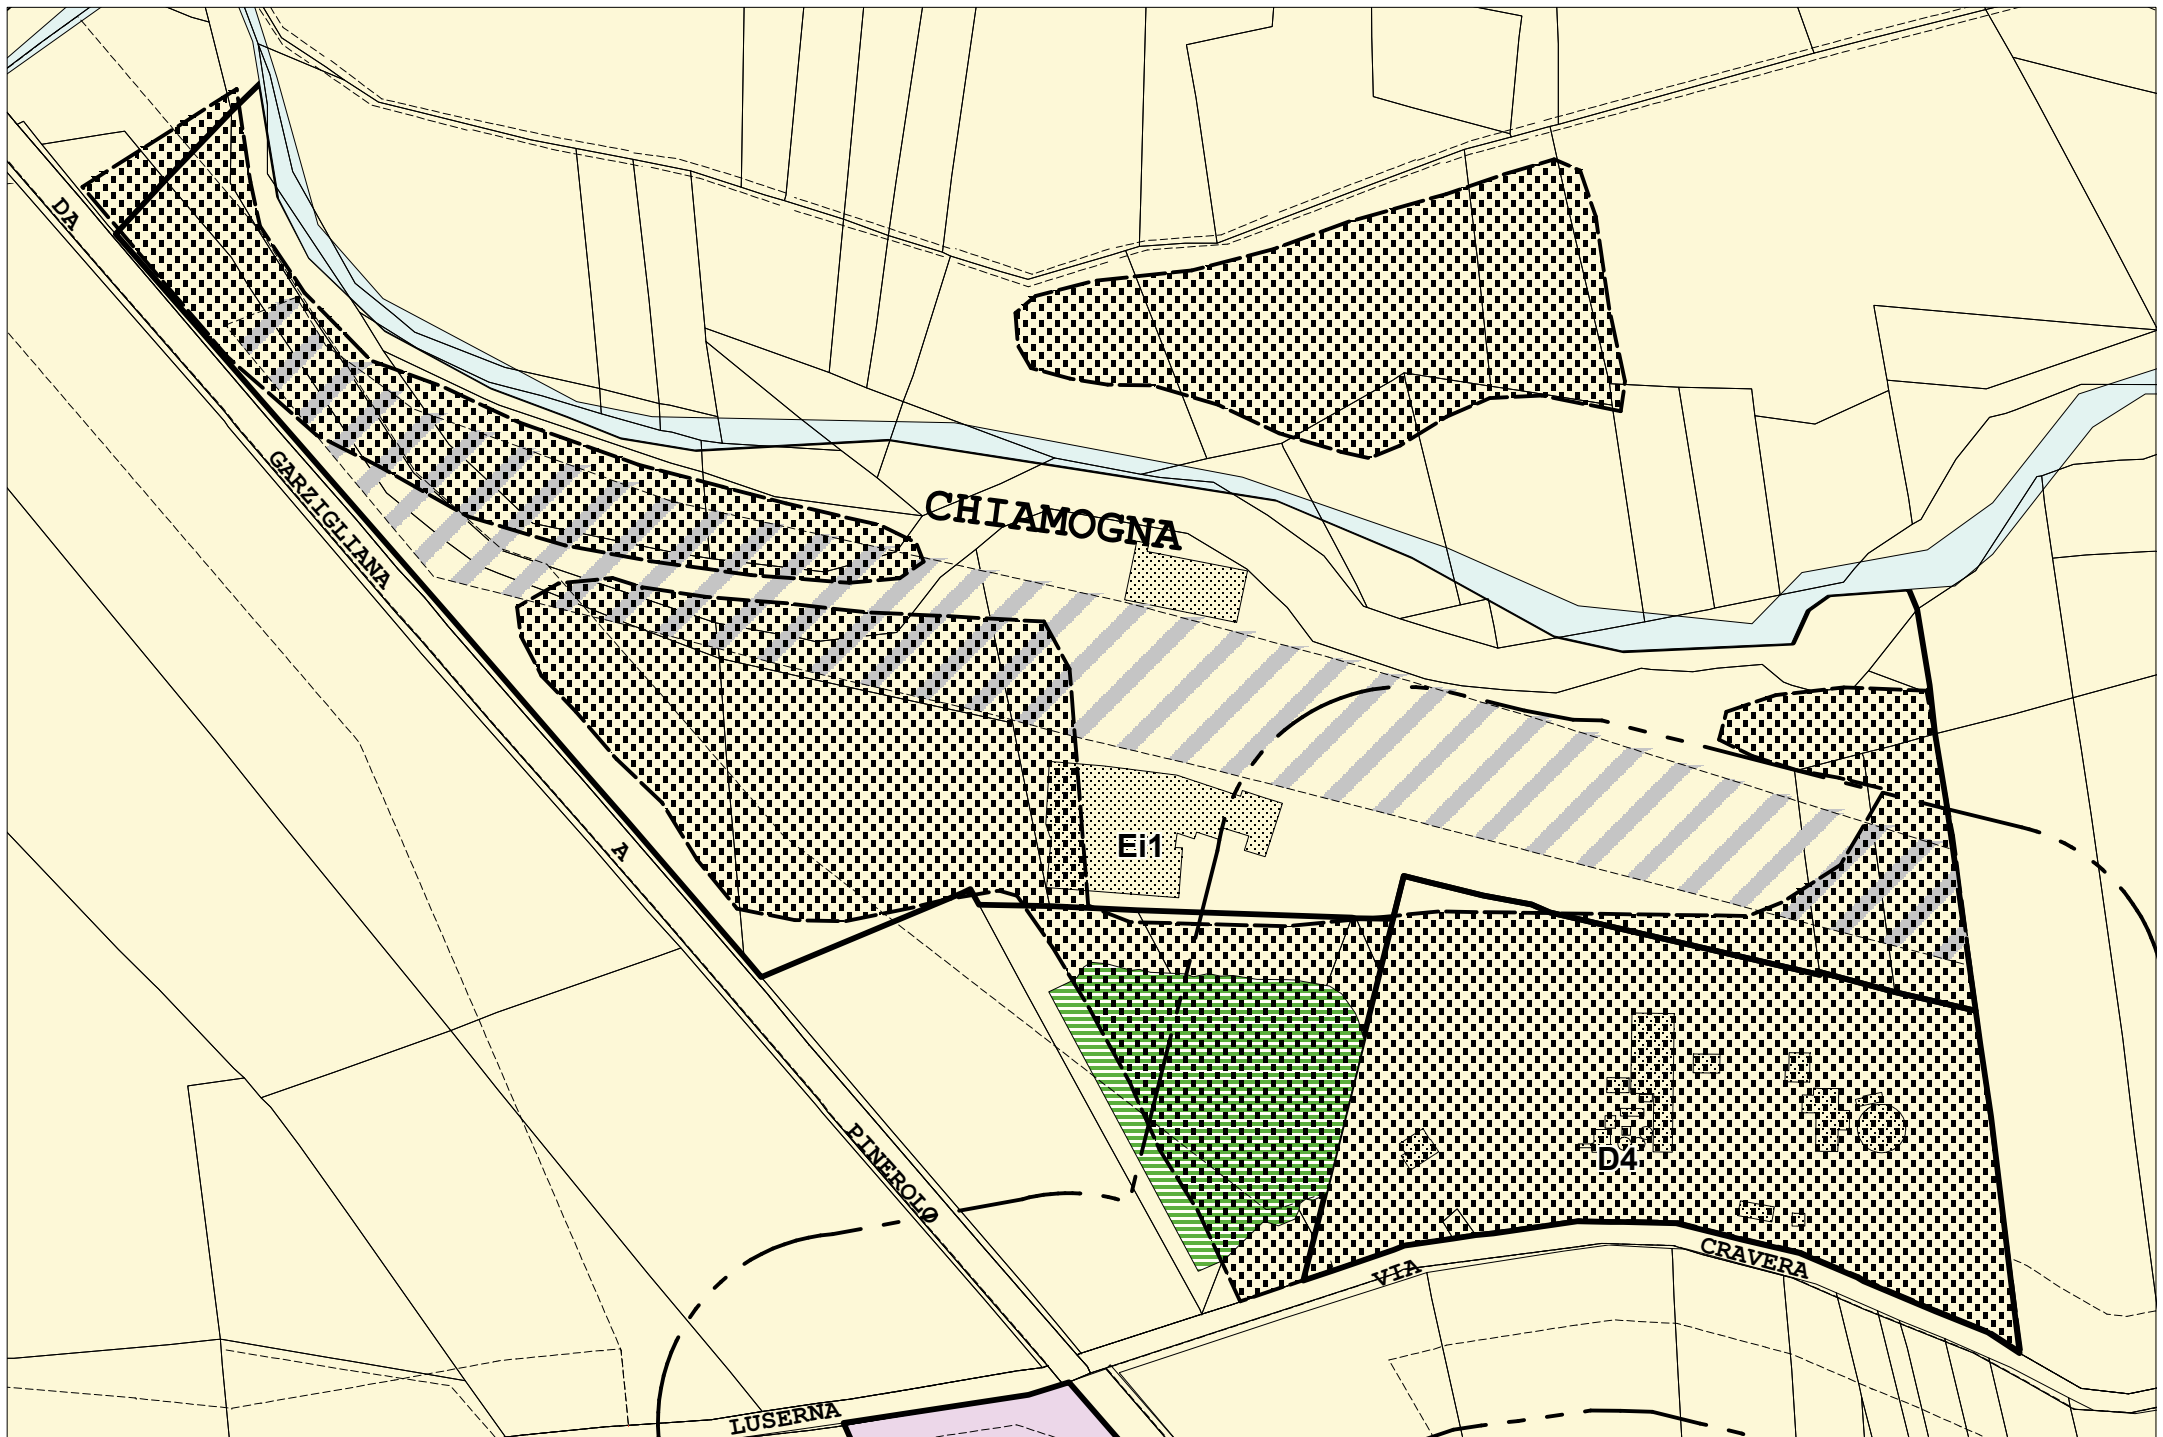 DA
GARZIGLIANA
A
PINEROLO
CHIAMOGNA
Ei1
D4
VIA
CRAVERA
LUSERNA